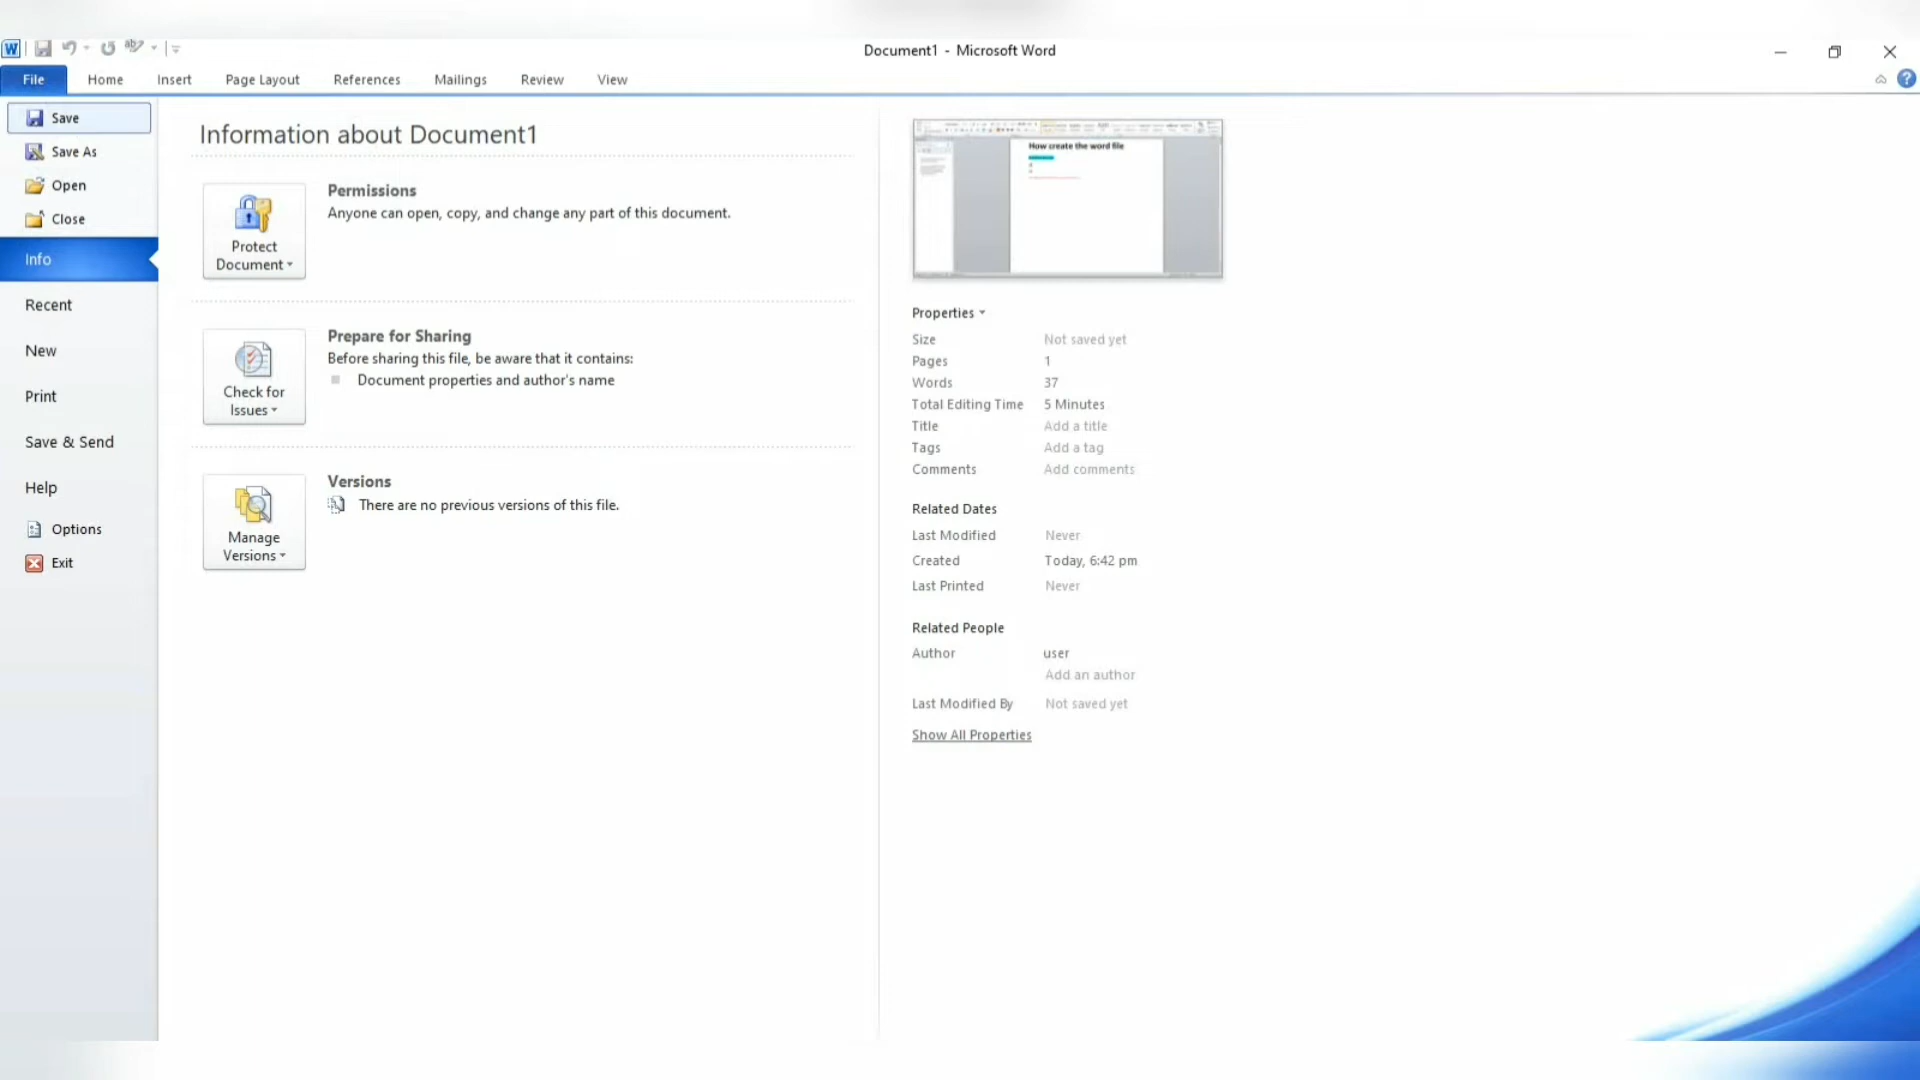 Document1 - Microsoft Word
File Home Insert Page Layout References Mailings Review View
Save
Save As
Open
Close
Info
Recent
New
Print
Save & Send
Help
Options
Exit
Information about Document1
Protect
Document
Permissions
Anyone can open, copy, and change any part of this document.
Check for
Issues
Prepare for Sharing
Before sharing this file, be aware that it contains:
Document properties and author's name
Manage
Versions
Versions
There are no previous versions of this file.
How create the word file
Properties
Size Not saved yet
Pages 1
Words 37
Total Editing Time 5 Minutes
Title Add a title
Tags Add a tag
Comments Add comments
Related Dates
Last Modified Never
Created Today, 6:42 pm
Last Printed Never
Related People
Author user
Add an author
Last Modified By Not saved yet
Show All Properties